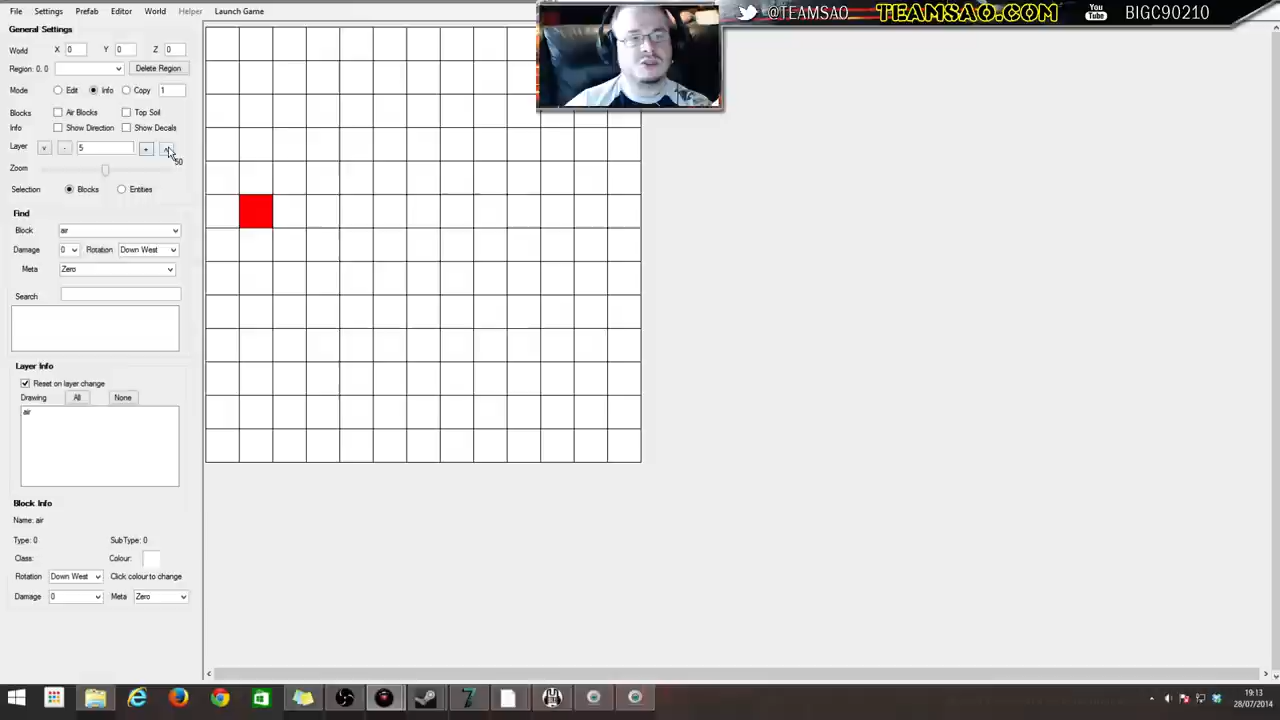 File Settings Prefab Editor World Helper Launch Game
@TEAMSAO TEAMSAO.COM You Tube BIGC90210
General Settings
World X 0 Y 0 Z 0
Region: 0, 0 Delete Region
Mode Edit Info Copy 1
Blocks Air Blocks Top Soil
Info Show Direction Show Decals
Layer v - 5 + ^
50
Zoom
Selection Blocks Entities
Find
Block air
Damage 0 Rotation Down West
Meta Zero
Search
Layer Info
Reset on layer change
Drawing All None
air
Block Info
Name: air
Type: 0 SubType: 0
Class: Colour:
Rotation Down West Click colour to change
Damage 0 Meta Zero
19:13
28/07/2014